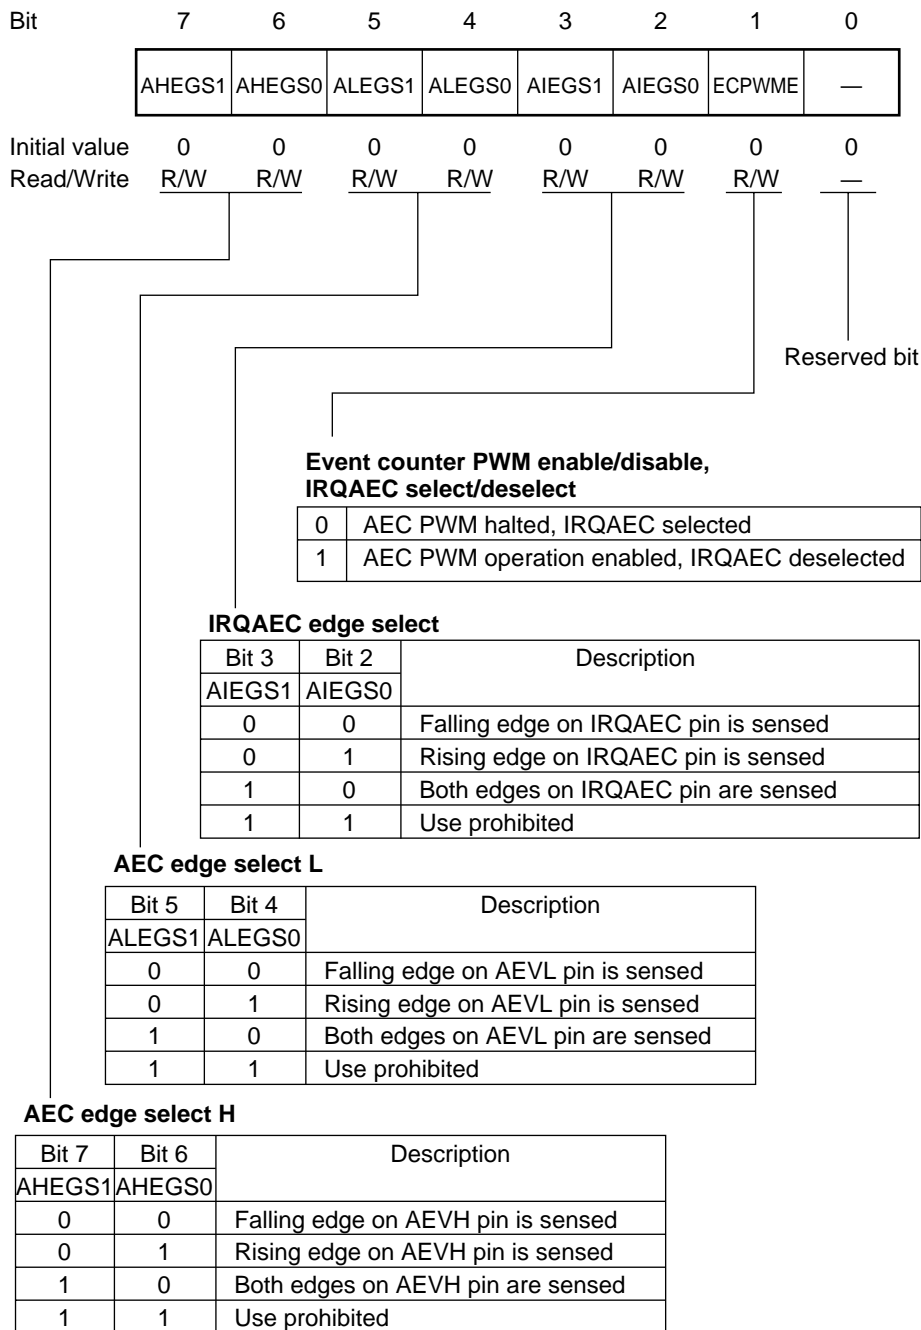 Bit 7 6 5 4 3 2 1 0
AHEGS1 AHEGS0 ALEGS1 ALEGS0 AIEGS1 AIEGS0 ECPWME —
Initial value 0 0 0 0 0 0 0 0
Read/Write R/W R/W R/W R/W R/W R/W R/W —
Reserved bit
Event counter PWM enable/disable,
IRQAEC select/deselect
0 AEC PWM halted, IRQAEC selected
1 AEC PWM operation enabled, IRQAEC deselected
IRQAEC edge select
Bit 3 Bit 2 Description
AIEGS1 AIEGS0
0 0 Falling edge on IRQAEC pin is sensed
0 1 Rising edge on IRQAEC pin is sensed
1 0 Both edges on IRQAEC pin are sensed
1 1 Use prohibited
AEC edge select L
Bit 5 Bit 4 Description
ALEGS1 ALEGS0
0 0 Falling edge on AEVL pin is sensed
0 1 Rising edge on AEVL pin is sensed
1 0 Both edges on AEVL pin are sensed
1 1 Use prohibited
AEC edge select H
Bit 7 Bit 6 Description
AHEGS1 AHEGS0
0 0 Falling edge on AEVH pin is sensed
0 1 Rising edge on AEVH pin is sensed
1 0 Both edges on AEVH pin are sensed
1 1 Use prohibited